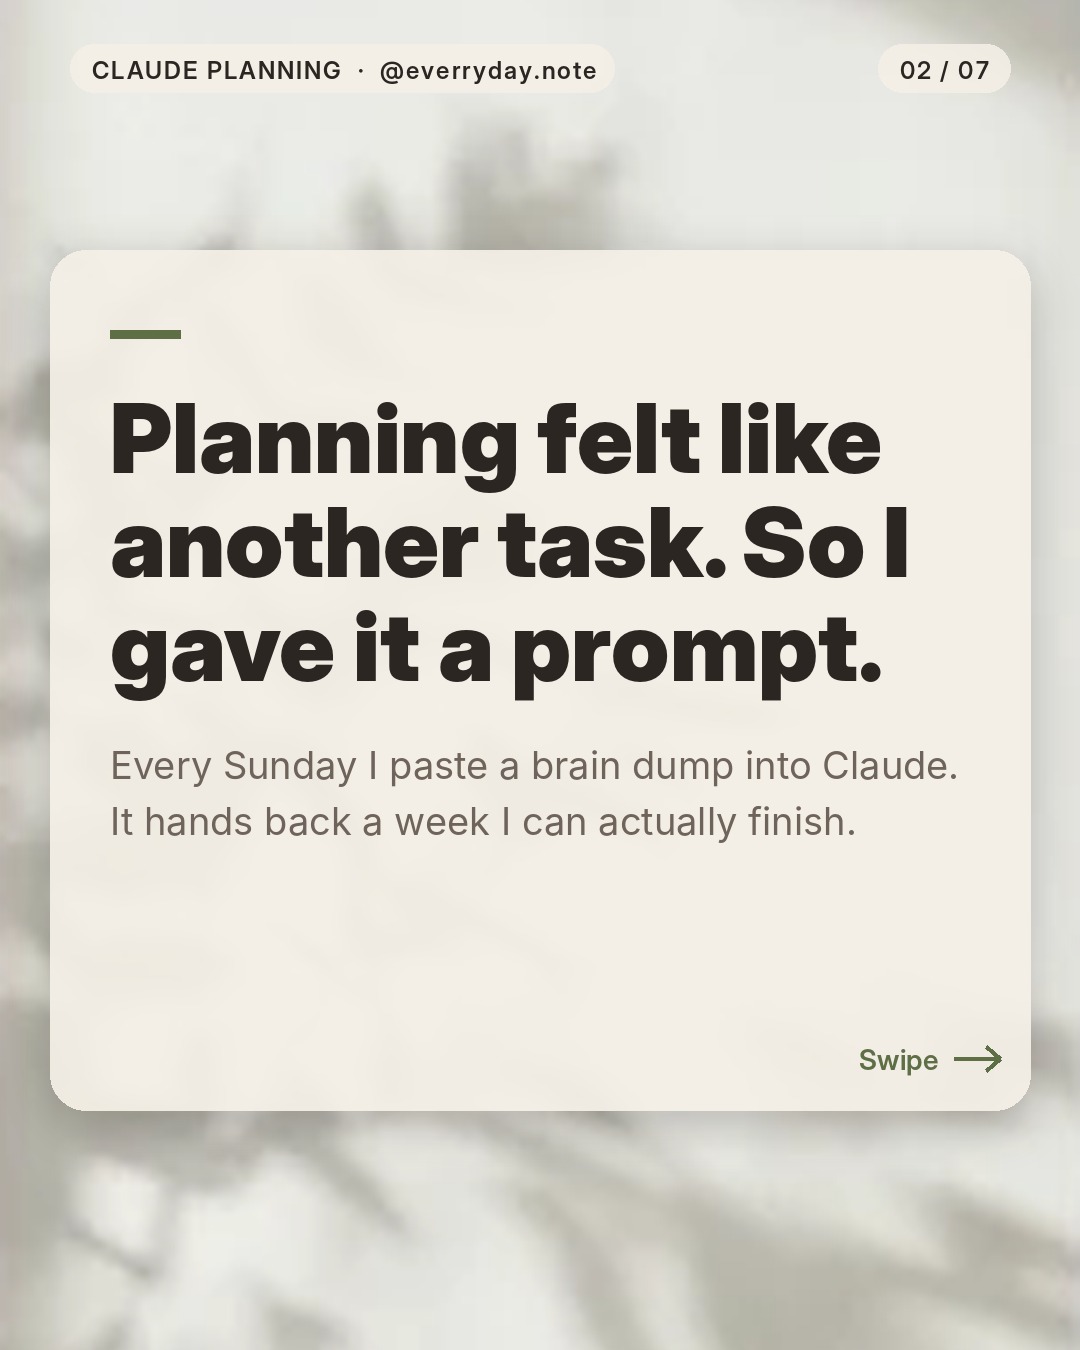 CLAUDE PLANNING · @everryday.note
02 / 07
Planning felt like
another task. So I
gave it a prompt.
Every Sunday I paste a brain dump into Claude.
It hands back a week I can actually finish.
Swipe →